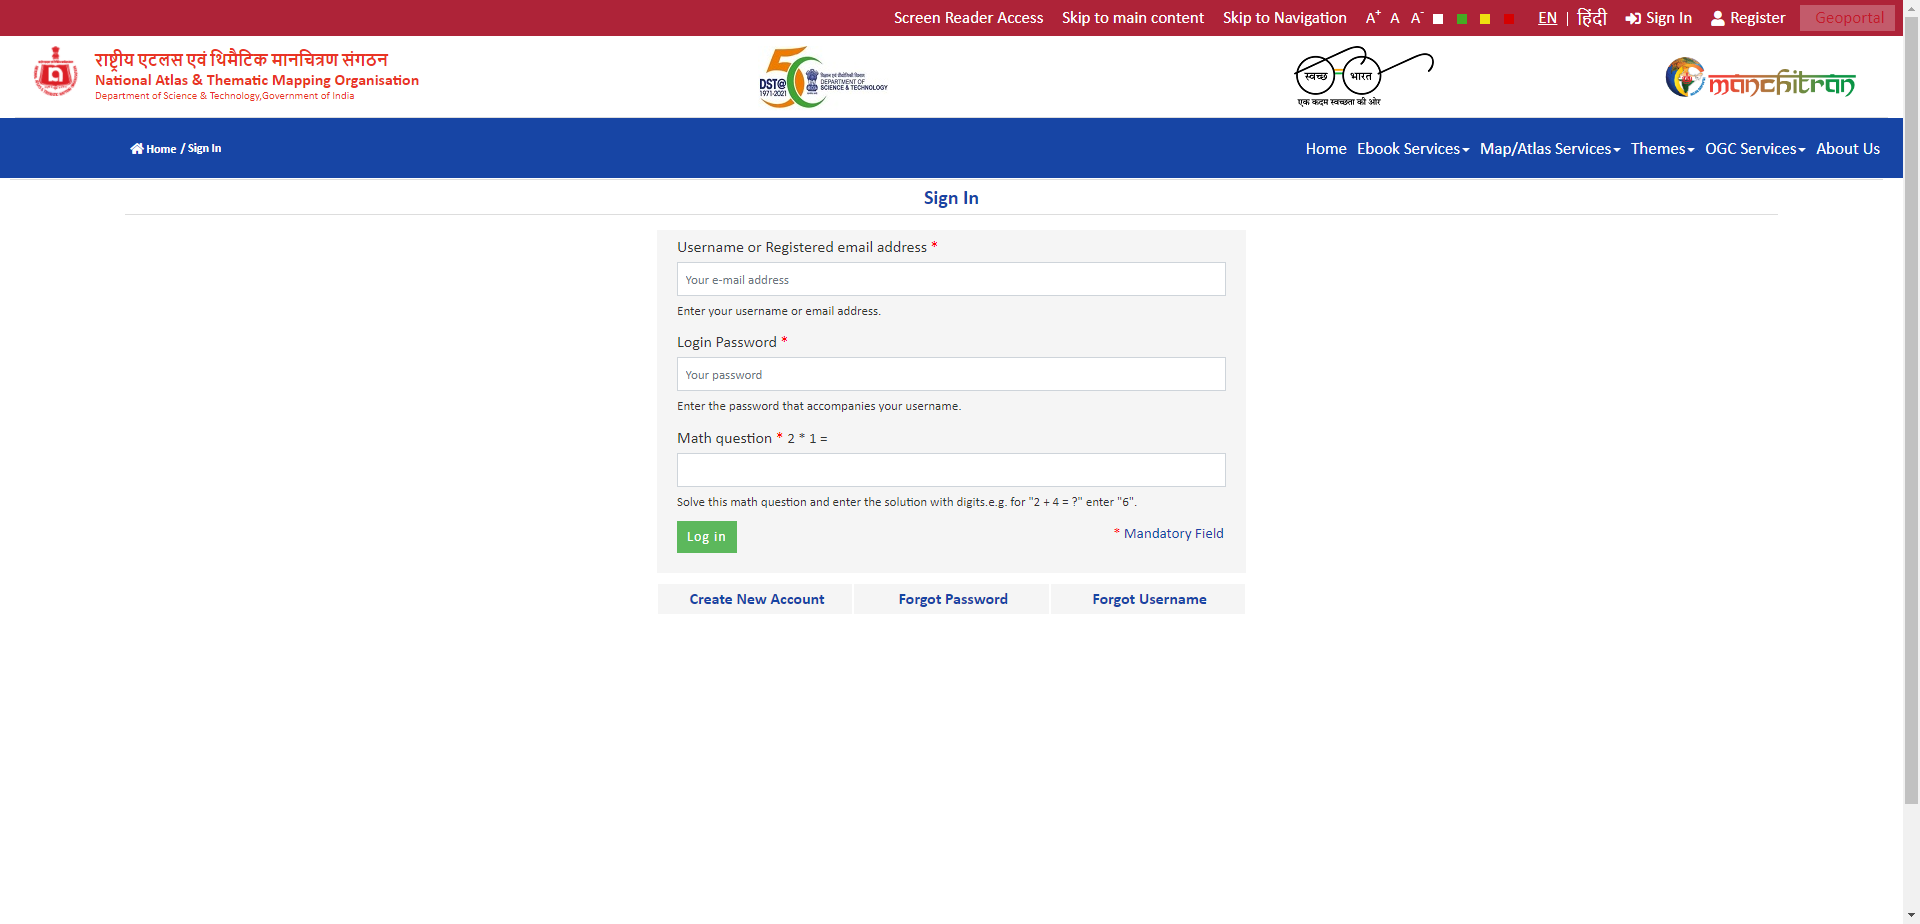 Screen Reader Access Skip to main content Skip to Navigation A+ A A- EN | हिंदी Sign In Register Geoportal
राष्ट्रीय एटलस एवं थिमैटिक मानचित्रण संगठन
National Atlas & Thematic Mapping Organisation
Department of Science & Technology,Government of India
50
DST@
1971-2021
विज्ञान एवं प्रौद्योगिकी विभाग
DEPARTMENT OF
SCIENCE & TECHNOLOGY
स्वच्छ भारत
एक कदम स्वच्छता की ओर
manchitran
Home / Sign In
Home Ebook Services Map/Atlas Services Themes OGC Services About Us
Sign In
Username or Registered email address *
Your e-mail address
Enter your username or email address.
Login Password *
Your password
Enter the password that accompanies your username.
Math question * 2 * 1 =
Solve this math question and enter the solution with digits.e.g. for "2 + 4 = ?" enter "6".
Log in
* Mandatory Field
Create New Account Forgot Password Forgot Username